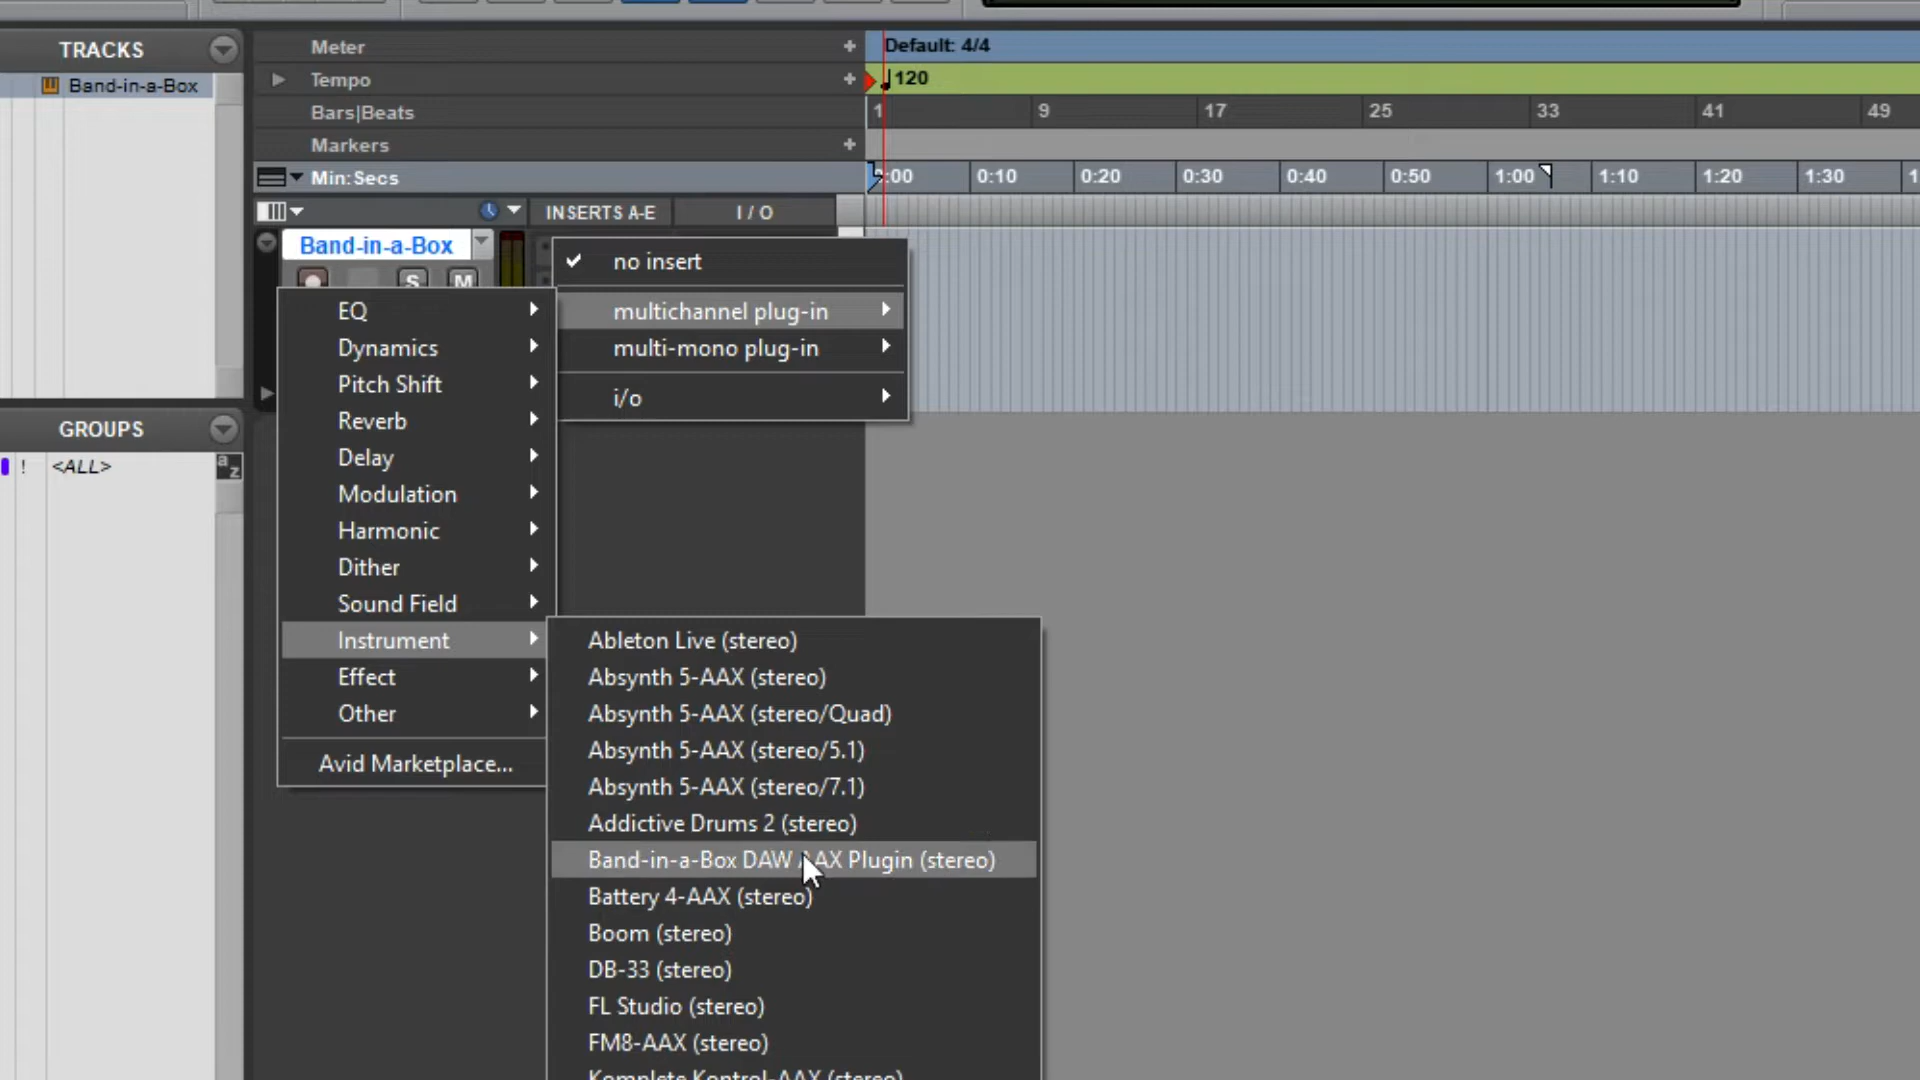 TRACKS
Band-in-a-Box
GROUPS
! <ALL>
a z
Meter +
Tempo +
Bars|Beats
Markers +
Min:Secs
Default: 4/4
120
1 9 17 25 33 41 49
:00 0:10 0:20 0:30 0:40 0:50 1:00 1:10 1:20 1:30 1
INSERTS A-E I / O
Band-in-a-Box
S M
no insert
multichannel plug-in
multi-mono plug-in
i/o
EQ
Dynamics
Pitch Shift
Reverb
Delay
Modulation
Harmonic
Dither
Sound Field
Instrument
Effect
Other
Avid Marketplace...
Ableton Live (stereo)
Absynth 5-AAX (stereo)
Absynth 5-AAX (stereo/Quad)
Absynth 5-AAX (stereo/5.1)
Absynth 5-AAX (stereo/7.1)
Addictive Drums 2 (stereo)
Band-in-a-Box DAW AAX Plugin (stereo)
Battery 4-AAX (stereo)
Boom (stereo)
DB-33 (stereo)
FL Studio (stereo)
FM8-AAX (stereo)
Komplete Kontrol-AAX (stereo)